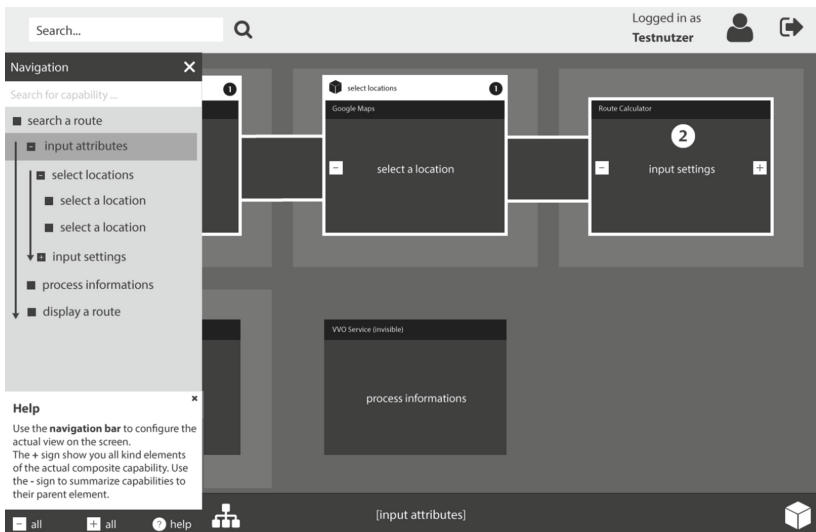 Search...
Logged in as
Testnutzer
Navigation
Search for capability ...
search a route
input attributes
select locations
select a location
select a location
input settings
process informations
display a route
1
select locations
1
Google Maps
select a location
Route Calculator
2
input settings
VVO Service (invisible)
process informations
Help
Use the navigation bar to configure the
actual view on the screen.
The + sign show you all kind elements
of the actual composite capability. Use
the - sign to summarize capabilities to
their parent element.
- all
+ all
? help
[input attributes]